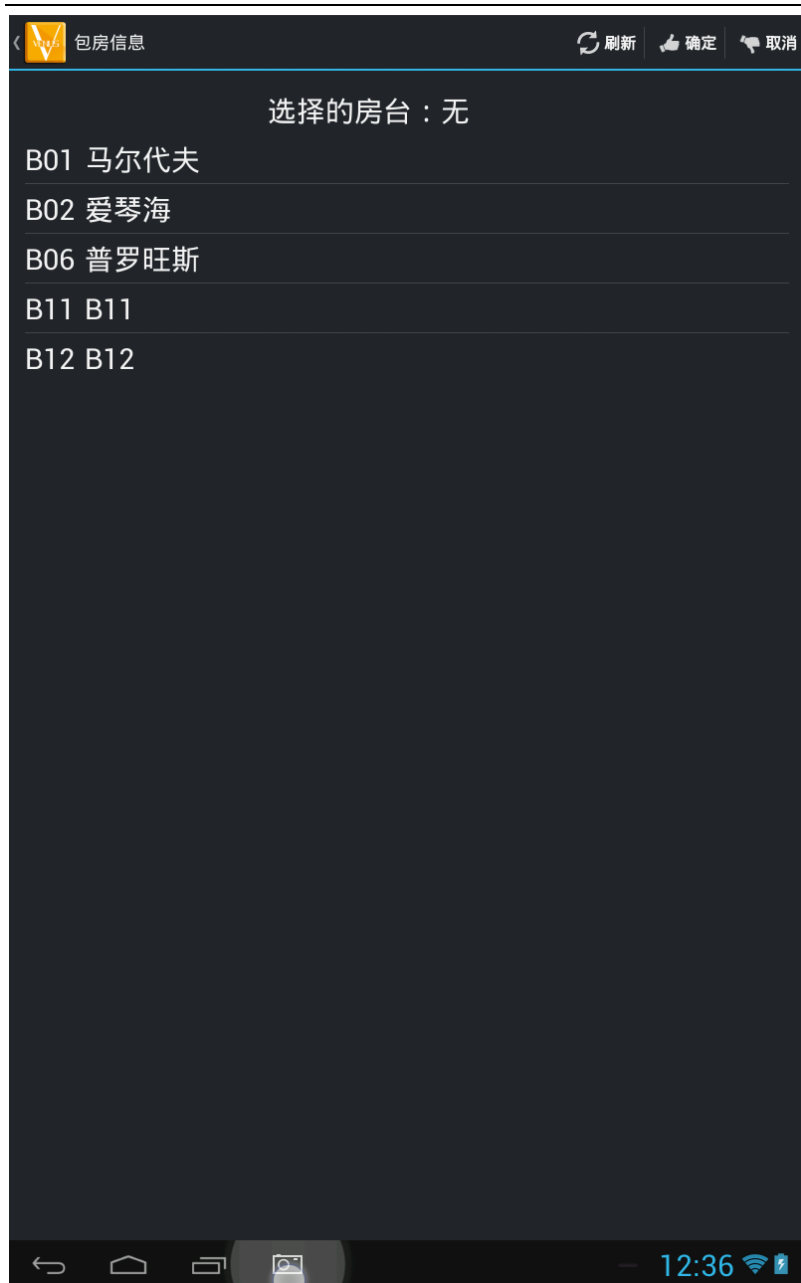 包房信息 刷新 确定 取消
选择的房台：无
B01 马尔代夫
B02 爱琴海
B06 普罗旺斯
B11 B11
B12 B12
12:36